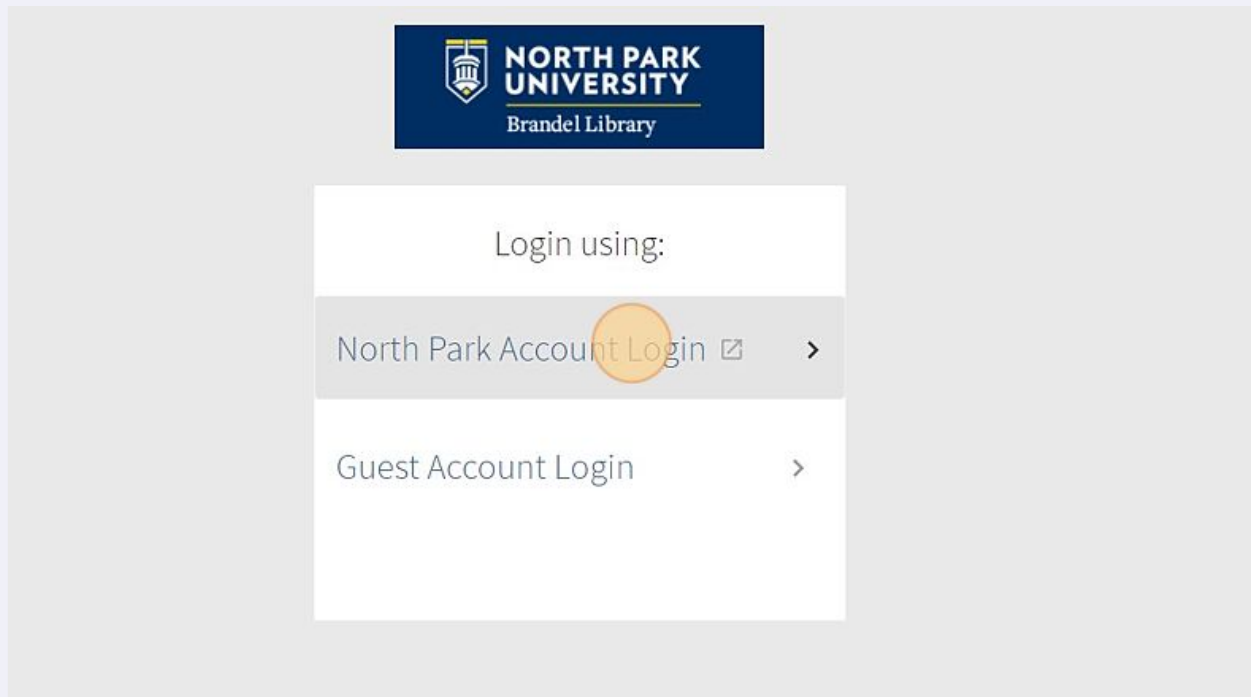 NORTH PARK
UNIVERSITY
Brandel Library
Login using:
North Park Account Login
Guest Account Login